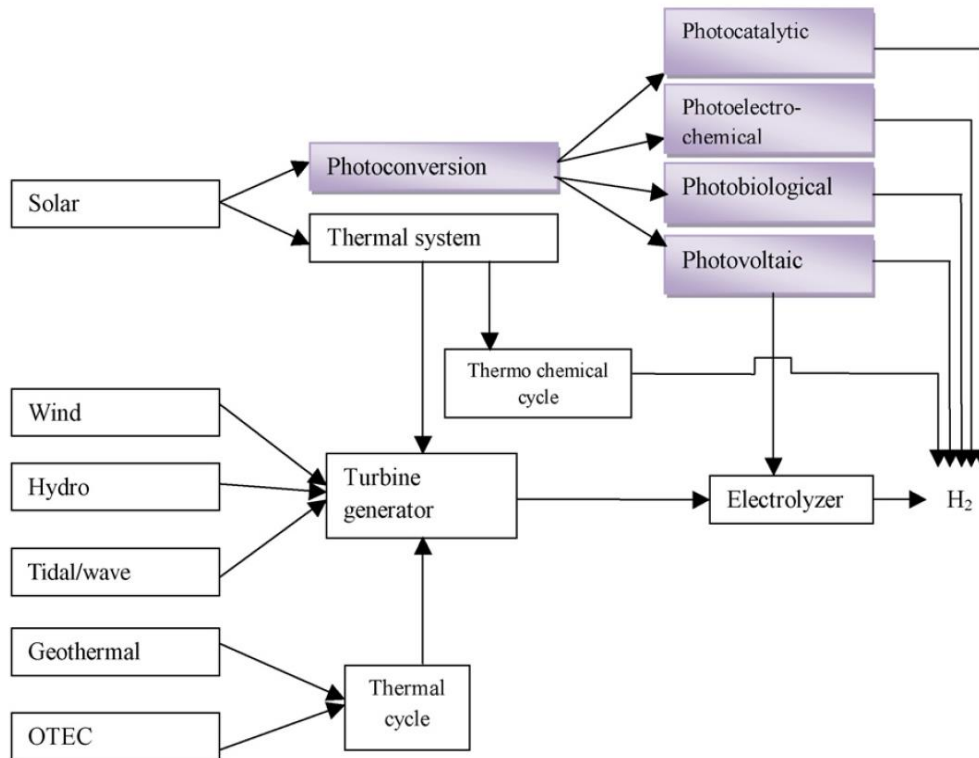 Photocatalytic
Photoelectro-
chemical
Photoconversion
Photobiological
Solar
Thermal system
Photovoltaic
Thermo chemical
cycle
Wind
Turbine
generator
Hydro
Electrolyzer
H₂
Tidal/wave
Geothermal
Thermal
cycle
OTEC